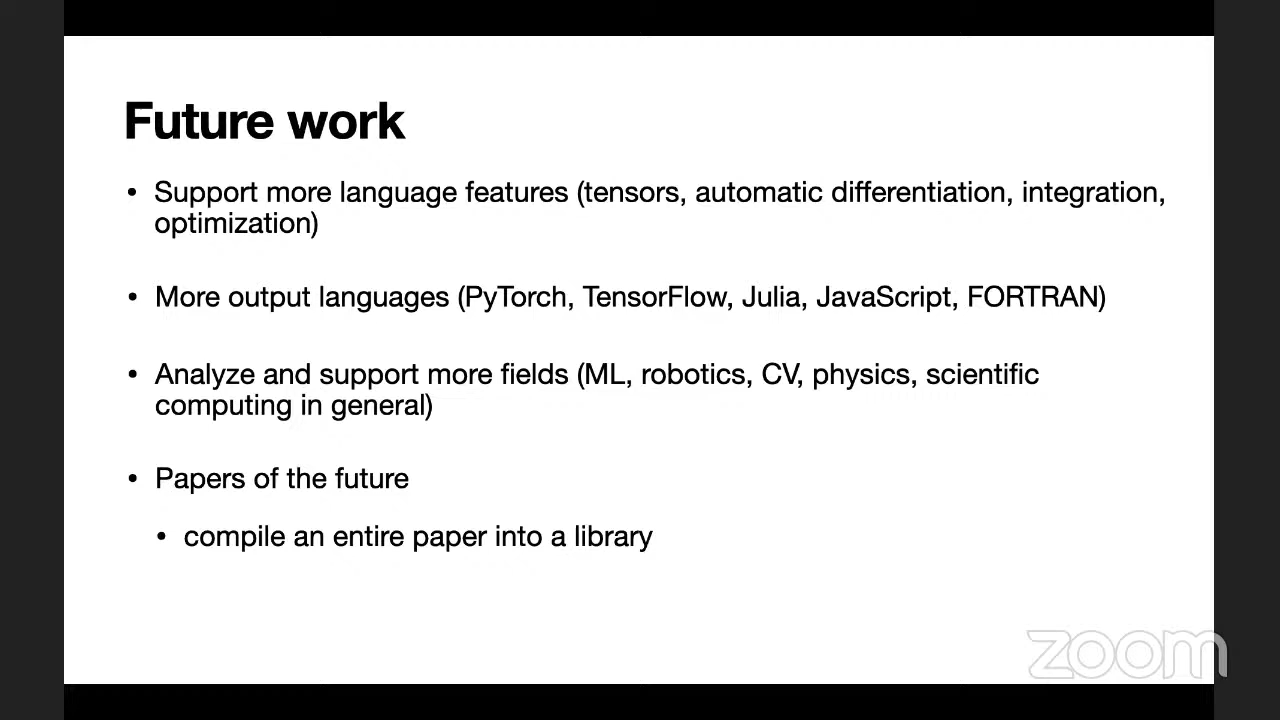 Future work
• Support more language features (tensors, automatic differentiation, integration,
optimization)
• More output languages (PyTorch, TensorFlow, Julia, JavaScript, FORTRAN)
• Analyze and support more fields (ML, robotics, CV, physics, scientific
computing in general)
• Papers of the future
• compile an entire paper into a library
zoom